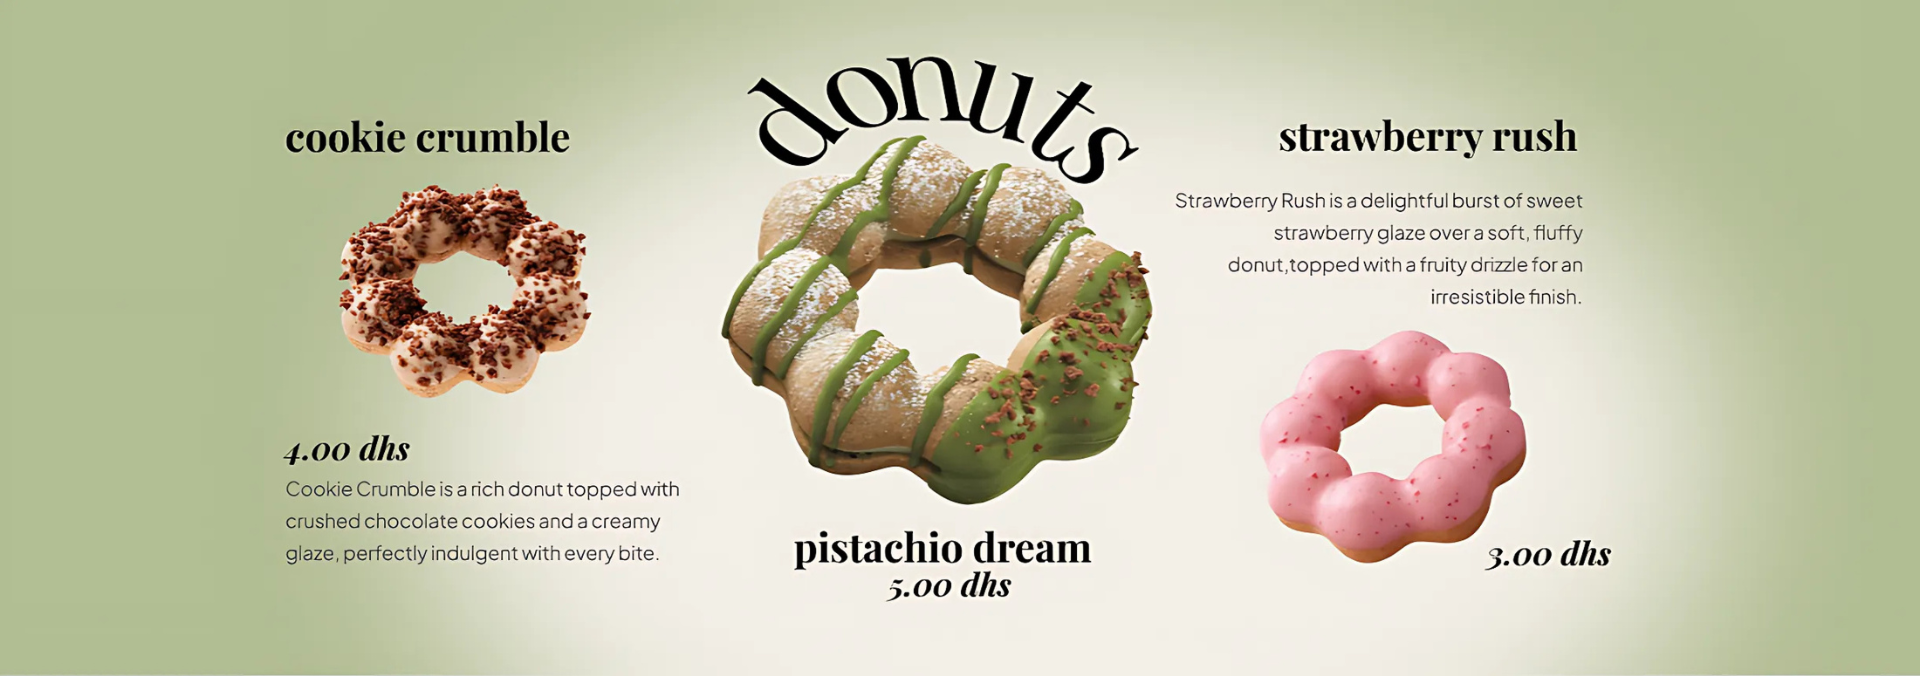 donuts
cookie crumble
4.00 dhs
Cookie Crumble is a rich donut topped with
crushed chocolate cookies and a creamy
glaze, perfectly indulgent with every bite.
pistachio dream
5.00 dhs
strawberry rush
Strawberry Rush is a delightful burst of sweet
strawberry glaze over a soft, fluffy
donut,topped with a fruity drizzle for an
irresistible finish.
3.00 dhs